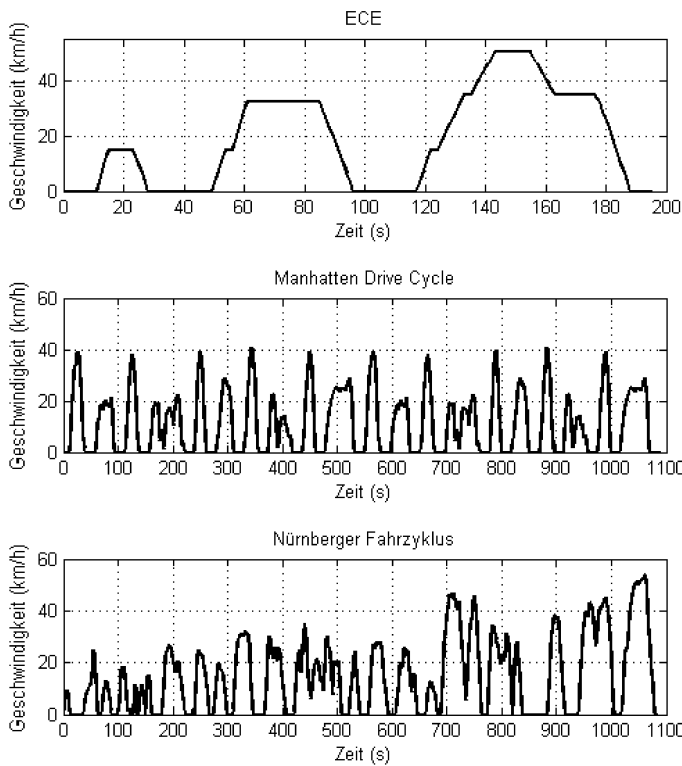 ECE
Geschwindigkeit (km/h)
40
20
0
0 20 40 60 80 100 120 140 160 180 200
Zeit (s)
Manhatten Drive Cycle
Geschwindigkeit (km/h)
60
40
20
0
0 100 200 300 400 500 600 700 800 900 1000 1100
Zeit (s)
Nürnberger Fahrzyklus
Geschwindigkeit (km/h)
60
40
20
0
0 100 200 300 400 500 600 700 800 900 1000 1100
Zeit (s)